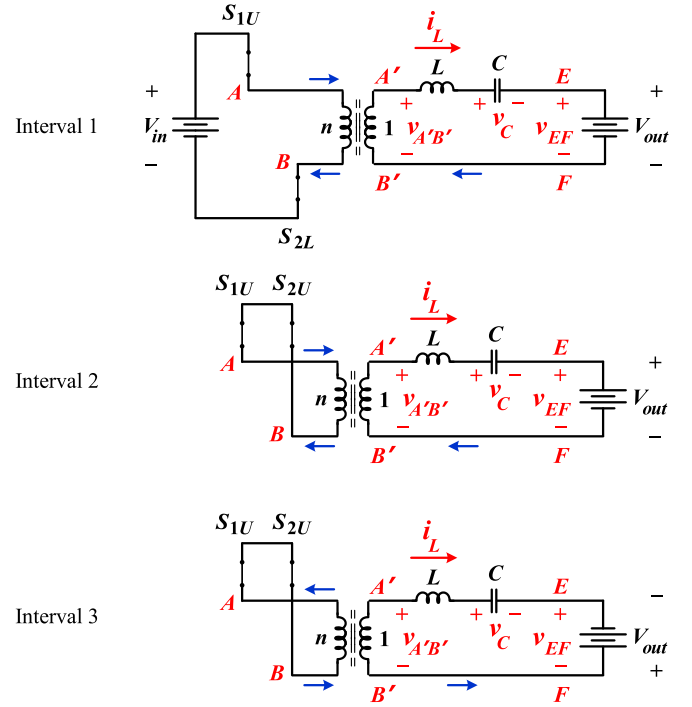 S1U
iL
A
A′
L
C
E
+
+
+
−
+
+
Interval 1
Vin
n
1
vA′B′
vC
vEF
Vout
−
B
−
−
−
B′
F
S2L
S1U S2U
iL
A
A′
L
C
E
+
+
−
+
+
Interval 2
n
1
vA′B′
vC
vEF
Vout
B
−
−
−
B′
F
S1U S2U
iL
A
A′
L
C
E
−
+
+
−
+
Interval 3
n
1
vA′B′
vC
vEF
Vout
B
−
−
+
B′
F